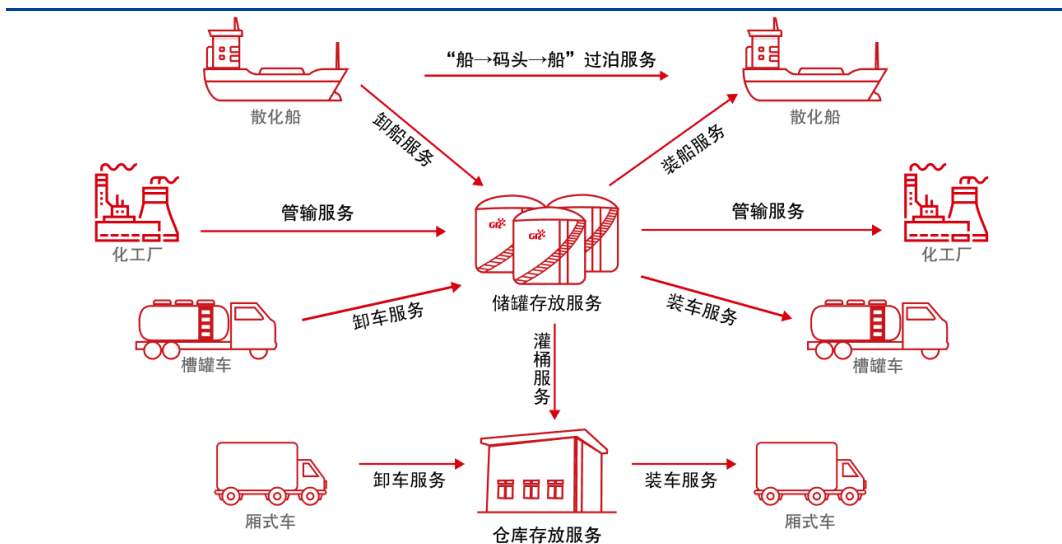 “船→码头→船”过泊服务
散化船
散化船
卸船服务
装船服务
管输服务
管输服务
化工厂
化工厂
储罐存放服务
卸车服务
装车服务
槽罐车
槽罐车
灌桶服务
卸车服务
装车服务
厢式车
厢式车
仓库存放服务